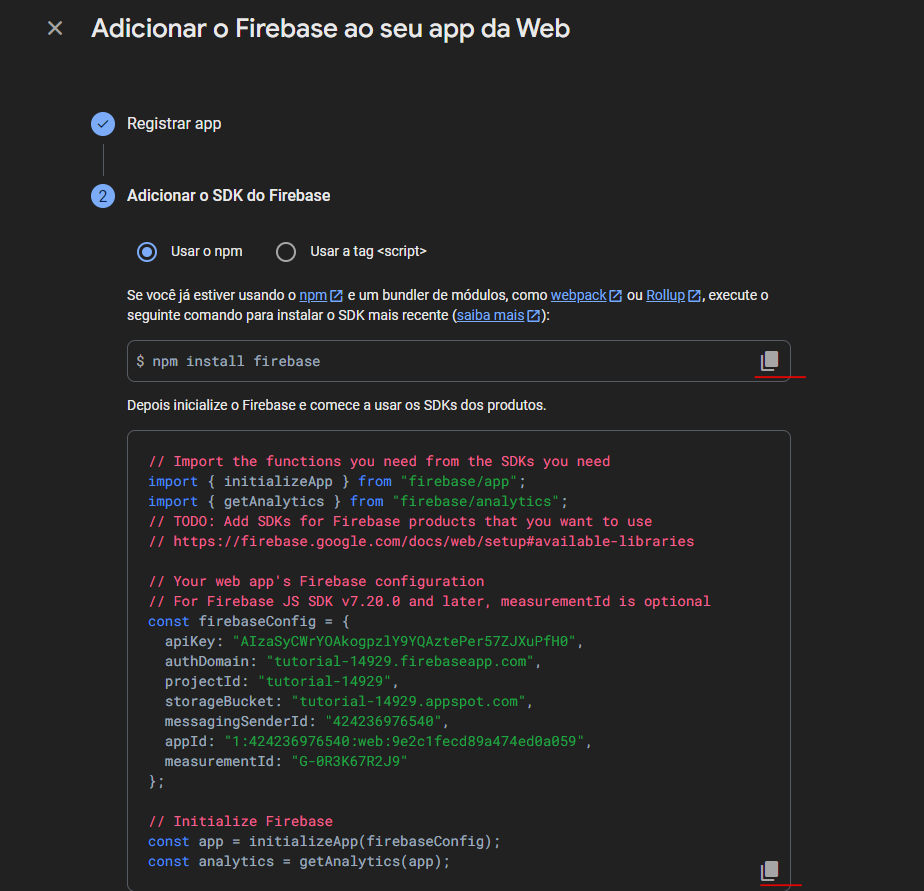 Adicionar o Firebase ao seu app da Web
Registrar app
2 Adicionar o SDK do Firebase
Usar o npm Usar a tag <script>
Se você já estiver usando o npm e um bundler de módulos, como webpack ou Rollup, execute o
seguinte comando para instalar o SDK mais recente (saiba mais):
$ npm install firebase
Depois inicialize o Firebase e comece a usar os SDKs dos produtos.
// Import the functions you need from the SDKs you need
import { initializeApp } from "firebase/app";
import { getAnalytics } from "firebase/analytics";
// TODO: Add SDKs for Firebase products that you want to use
// https://firebase.google.com/docs/web/setup#available-libraries
// Your web app's Firebase configuration
// For Firebase JS SDK v7.20.0 and later, measurementId is optional
const firebaseConfig = {
apiKey: "AIzaSyCWrYOAkogpzlY9YQAztePer57ZJXuPfH0",
authDomain: "tutorial-14929.firebaseapp.com",
projectId: "tutorial-14929",
storageBucket: "tutorial-14929.appspot.com",
messagingSenderId: "424236976540",
appId: "1:424236976540:web:9e2c1fecd89a474ed0a059",
measurementId: "G-0R3K67R2J9"
};
// Initialize Firebase
const app = initializeApp(firebaseConfig);
const analytics = getAnalytics(app);